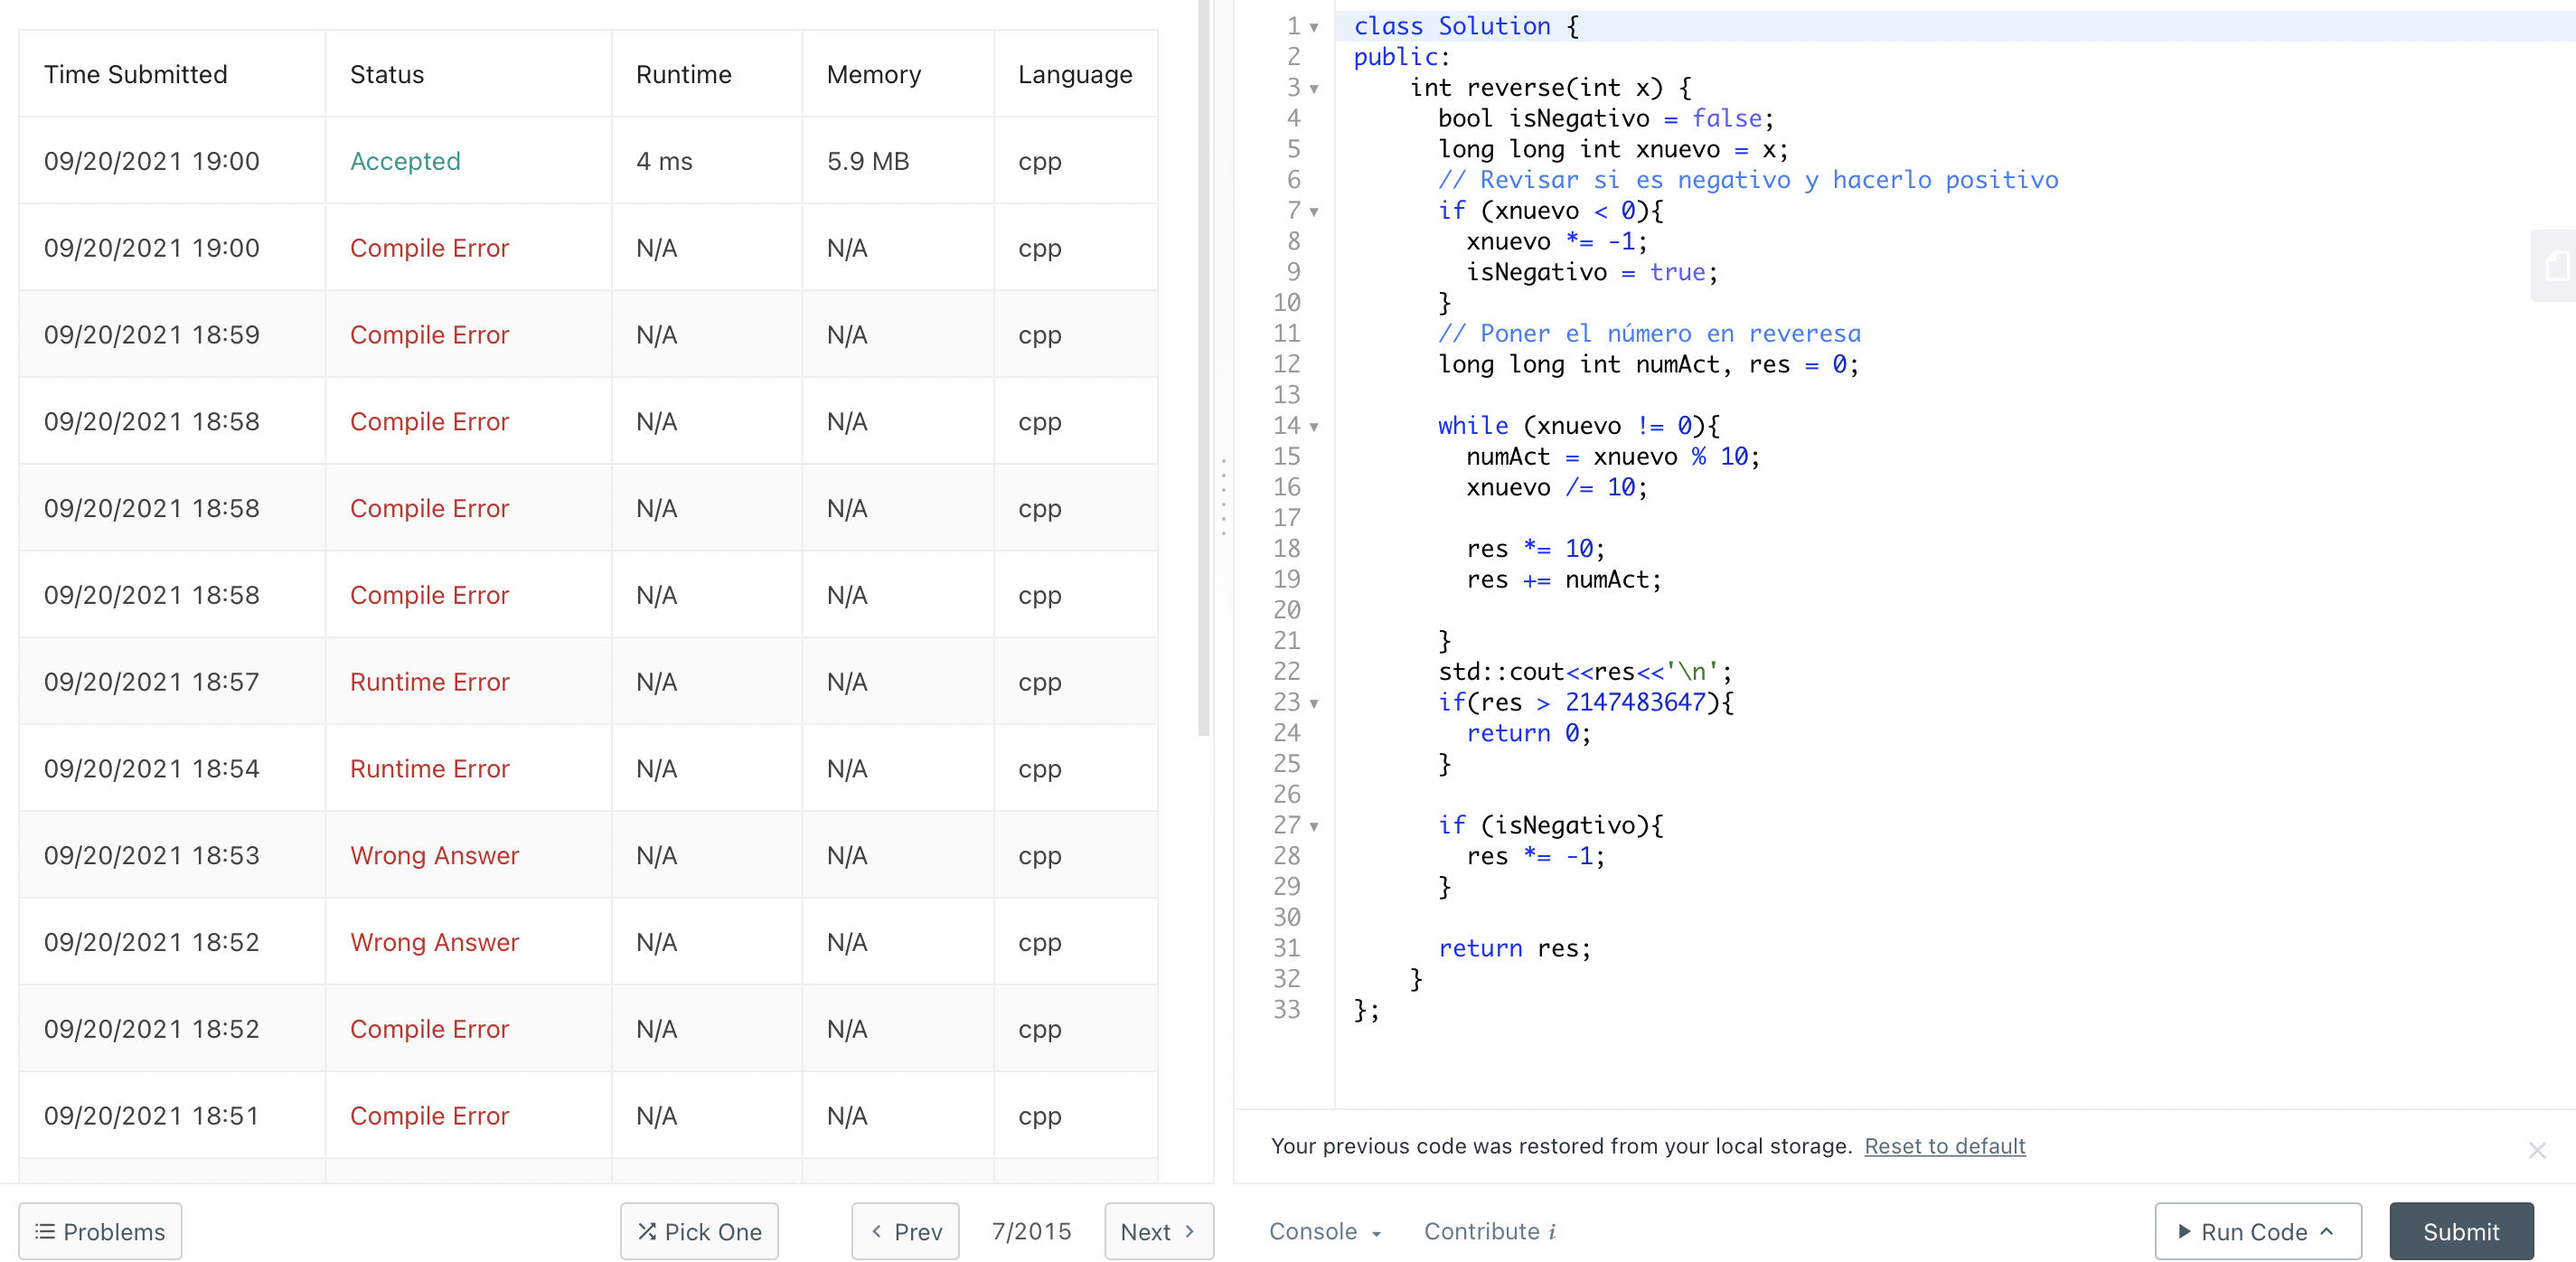 Time Submitted Status Runtime Memory Language
09/20/2021 19:00 Accepted 4 ms 5.9 MB cpp
09/20/2021 19:00 Compile Error N/A N/A cpp
09/20/2021 18:59 Compile Error N/A N/A cpp
09/20/2021 18:58 Compile Error N/A N/A cpp
09/20/2021 18:58 Compile Error N/A N/A cpp
09/20/2021 18:58 Compile Error N/A N/A cpp
09/20/2021 18:57 Runtime Error N/A N/A cpp
09/20/2021 18:54 Runtime Error N/A N/A cpp
09/20/2021 18:53 Wrong Answer N/A N/A cpp
09/20/2021 18:52 Wrong Answer N/A N/A cpp
09/20/2021 18:52 Compile Error N/A N/A cpp
09/20/2021 18:51 Compile Error N/A N/A cpp
Problems Pick One Prev 7/2015 Next
1 class Solution {
2 public:
3     int reverse(int x) {
4       bool isNegativo = false;
5       long long int xnuevo = x;
6       // Revisar si es negativo y hacerlo positivo
7       if (xnuevo < 0){
8         xnuevo *= -1;
9         isNegativo = true;
10       }
11       // Poner el número en reveresa
12       long long int numAct, res = 0;
13
14       while (xnuevo != 0){
15         numAct = xnuevo % 10;
16         xnuevo /= 10;
17
18         res *= 10;
19         res += numAct;
20
21       }
22       std::cout<<res<<'\n';
23       if(res > 2147483647){
24         return 0;
25       }
26
27       if (isNegativo){
28         res *= -1;
29       }
30
31       return res;
32     }
33 };
Your previous code was restored from your local storage. Reset to default
Console Contribute i Run Code Submit